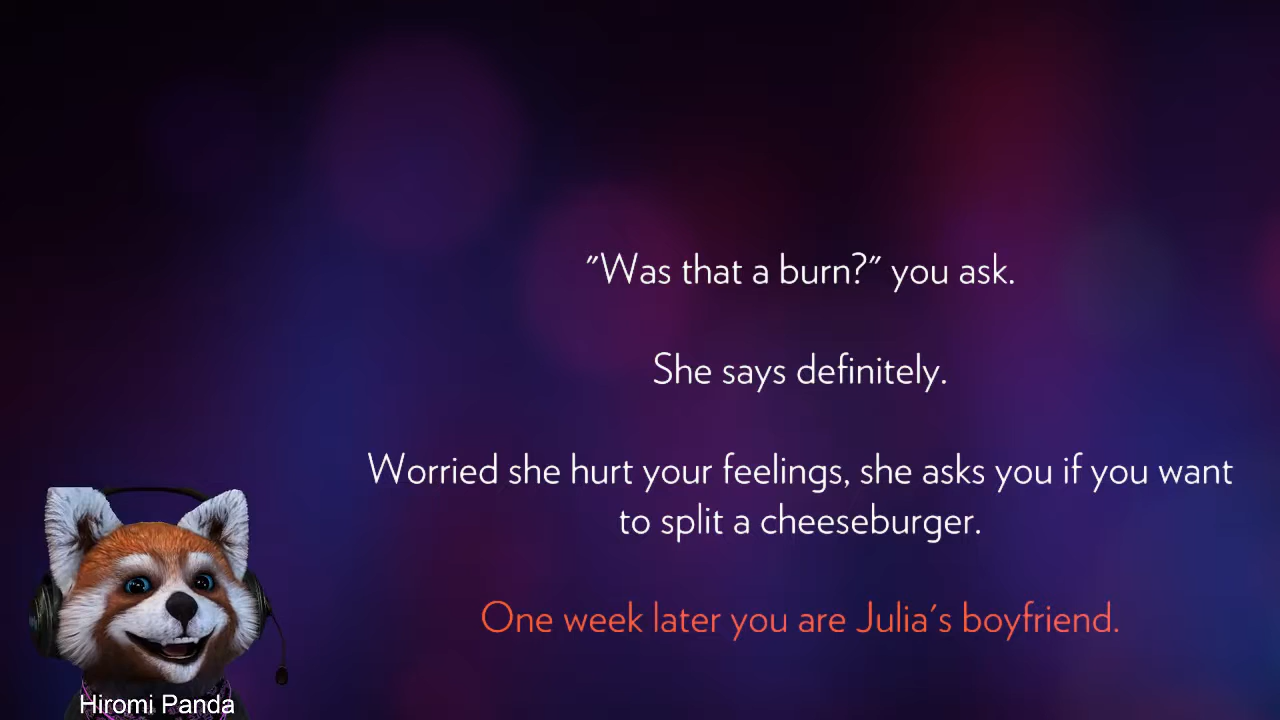 "Was that a burn?" you ask.
She says definitely.
Worried she hurt your feelings, she asks you if you want
to split a cheeseburger.
One week later you are Julia's boyfriend.
Hiromi Panda